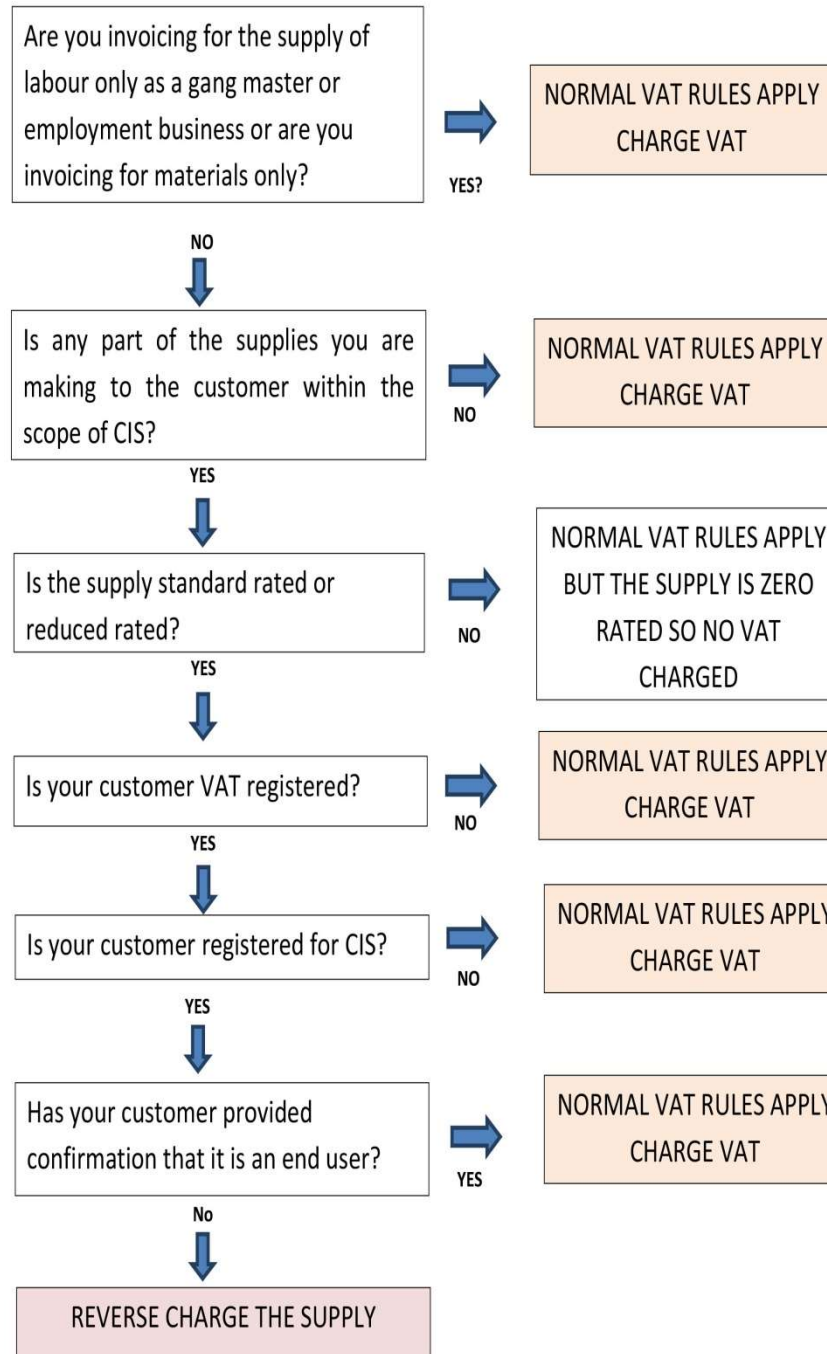 Are you invoicing for the supply of
labour only as a gang master or
employment business or are you
invoicing for materials only?
YES?
NORMAL VAT RULES APPLY
CHARGE VAT
NO
Is any part of the supplies you are
making to the customer within the
scope of CIS?
NO
NORMAL VAT RULES APPLY
CHARGE VAT
YES
Is the supply standard rated or
reduced rated?
NO
NORMAL VAT RULES APPLY
BUT THE SUPPLY IS ZERO
RATED SO NO VAT
CHARGED
YES
Is your customer VAT registered?
NO
NORMAL VAT RULES APPLY
CHARGE VAT
YES
Is your customer registered for CIS?
NO
NORMAL VAT RULES APPLY
CHARGE VAT
YES
Has your customer provided
confirmation that it is an end user?
YES
NORMAL VAT RULES APPLY
CHARGE VAT
No
REVERSE CHARGE THE SUPPLY